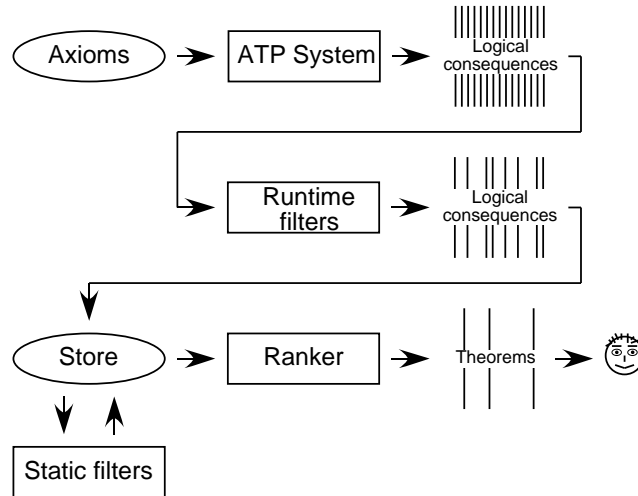 Axioms
ATP System
Logical
consequences
Runtime
filters
Logical
consequences
Store
Ranker
Theorems
Static filters